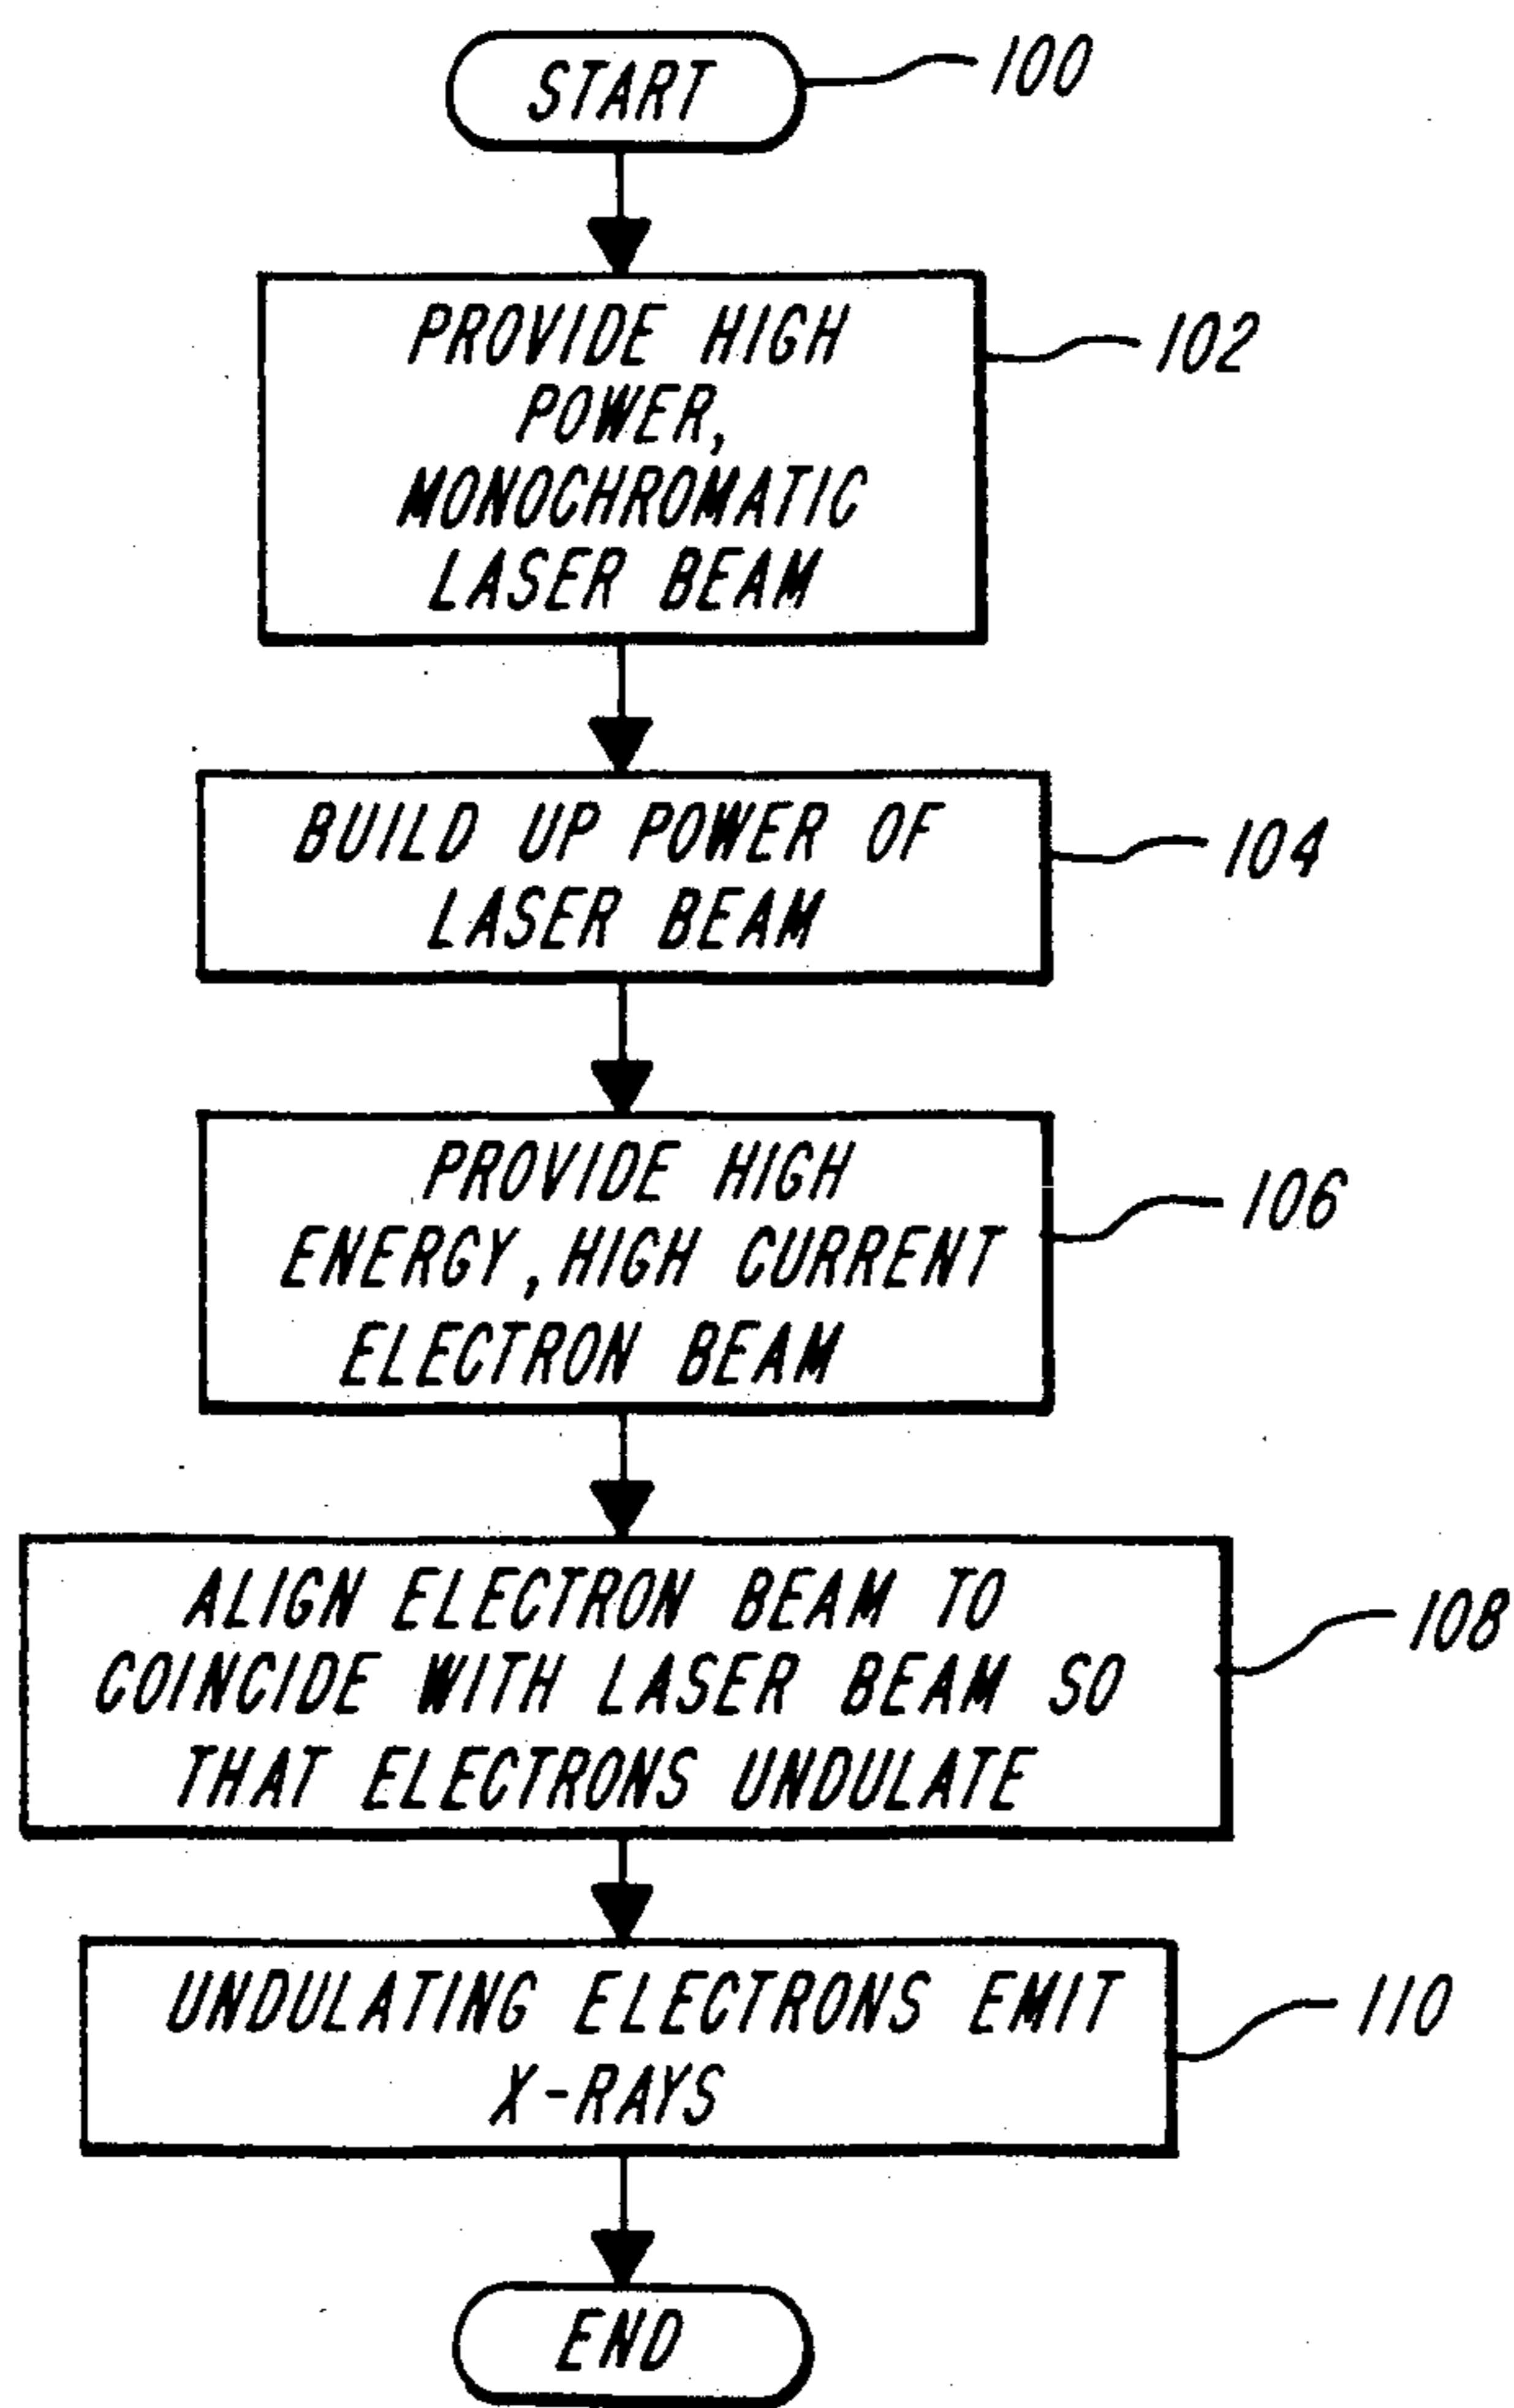 START
100
PROVIDE HIGH
POWER,
MONOCHROMATIC
LASER BEAM
102
BUILD UP POWER OF
LASER BEAM
104
PROVIDE HIGH
ENERGY, HIGH CURRENT
ELECTRON BEAM
106
ALIGN ELECTRON BEAM TO
COINCIDE WITH LASER BEAM SO
THAT ELECTRONS UNDULATE
108
UNDULATING ELECTRONS EMIT
X-RAYS
110
END